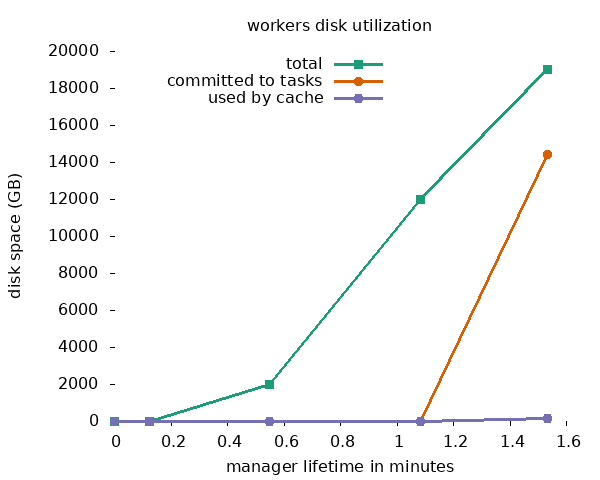 workers disk utilization
20000
18000
16000
14000
12000
10000
8000
6000
4000
2000
0
disk space (GB)
total
committed to tasks
used by cache
0 0.2 0.4 0.6 0.8 1 1.2 1.4 1.6
manager lifetime in minutes